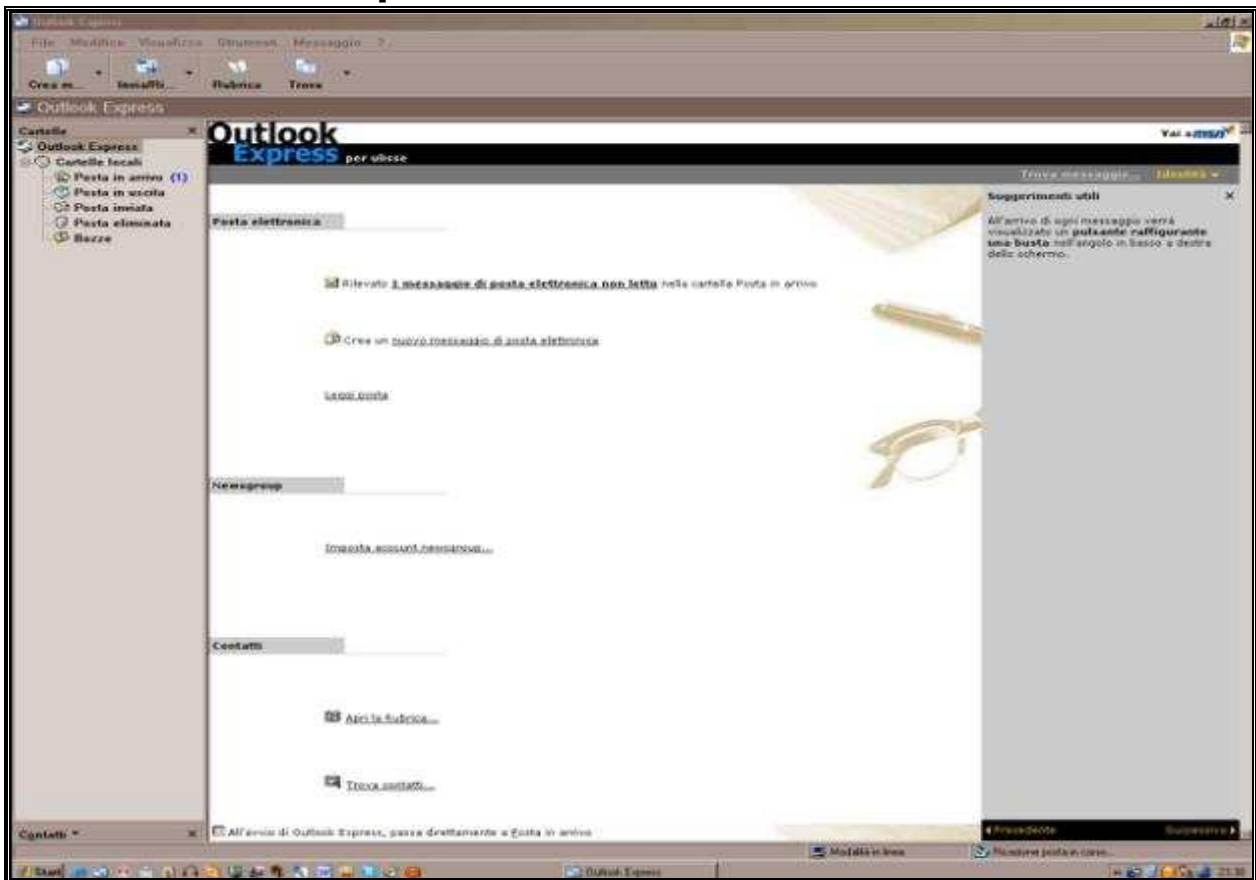 Outlook Express
File Modifica Visualizza Strumenti Messaggio ?
Crea m... Invia/Ri... Rubrica Trova
Outlook Express
Cartelle ×
Outlook Express
Cartelle locali
Posta in arrivo (1)
Posta in uscita
Posta inviata
Posta eliminata
Bozze
Outlook
Express per ulisse
Vai a msn
Trova messaggio... Identità
Posta elettronica
Rilevato 1 messaggio di posta elettronica non letto nella cartella Posta in arrivo
Crea un nuovo messaggio di posta elettronica
Leggi posta
Newsgroup
Imposta account newsgroup...
Contatti
Apri la Rubrica...
Trova contatti...
All'avvio di Outlook Express, passa direttamente a Posta in arrivo
Suggerimenti utili ×
All'arrivo di ogni messaggio verrà
visualizzato un pulsante raffigurante
una busta nell'angolo in basso a destra
dello schermo.
Precedente Successivo
Contatti ×
Modalità in linea
Ricezione posta in corso...
Start
Outlook Express